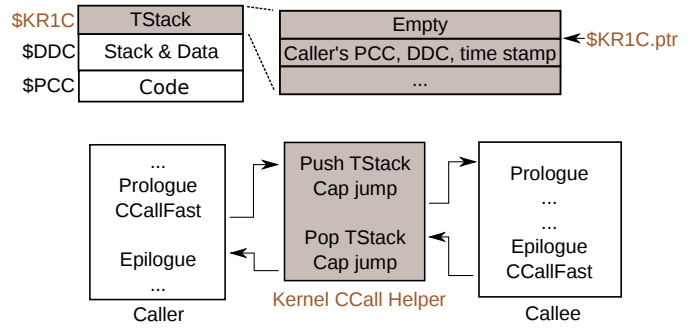 $KR1C
TStack
$DDC
Stack & Data
$PCC
Code
Empty
Caller's PCC, DDC, time stamp
...
$KR1C.ptr
...
Prologue
CCallFast
Epilogue
...
Caller
Push TStack
Cap jump
Pop TStack
Cap jump
Kernel CCall Helper
Prologue
...
...
Epilogue
CCallFast
Callee